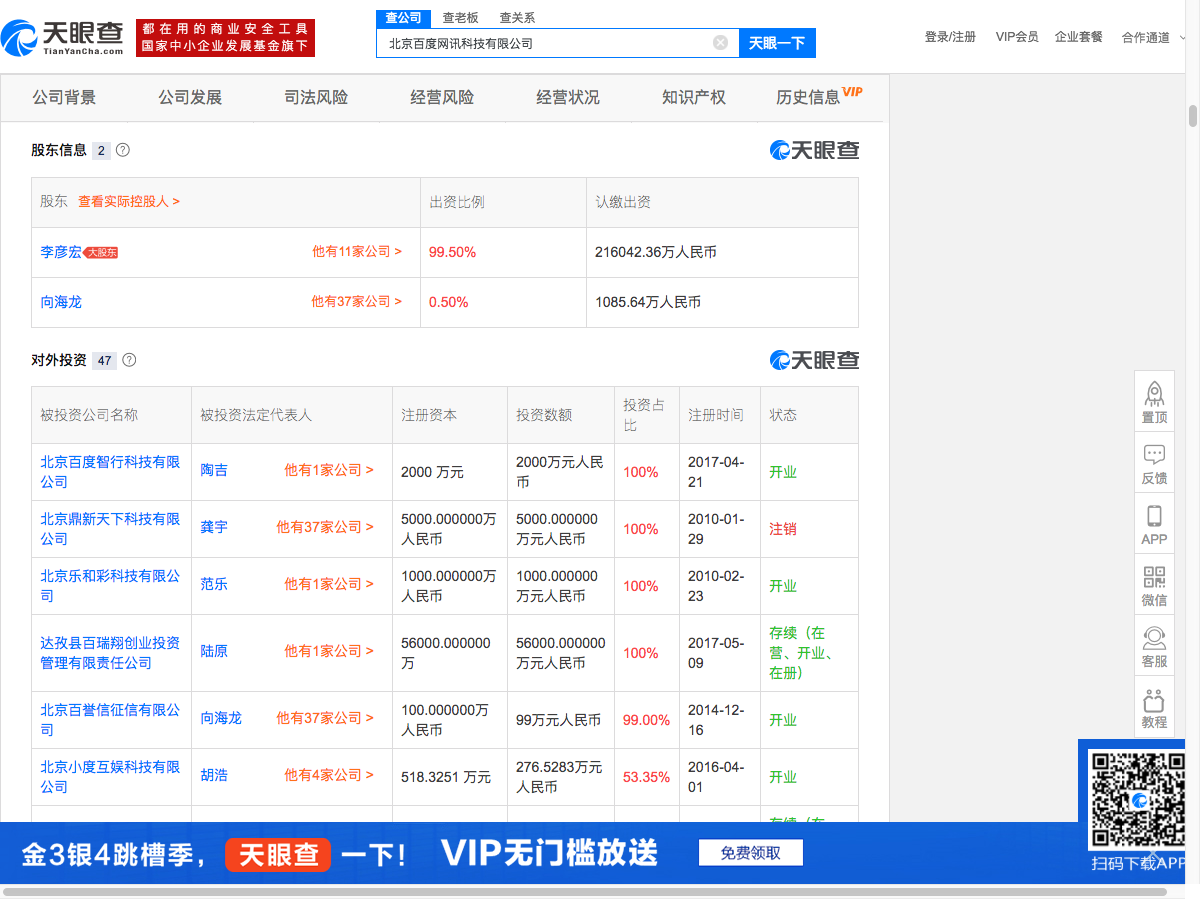 天眼查
TianYanCha.com
都在用的商业安全工具
国家中小企业发展基金旗下
查公司 查老板 查关系
北京百度网讯科技有限公司
天眼一下
登录/注册 VIP会员 企业套餐 合作通道
公司背景 公司发展 司法风险 经营风险 经营状况 知识产权 历史信息VIP
股东信息 2 ?
天眼查
股东 查看实际控股人 > 出资比例 认缴出资
李彦宏 大股东 他有11家公司 > 99.50% 216042.36万人民币
向海龙 他有37家公司 > 0.50% 1085.64万人民币
对外投资 47 ?
天眼查
被投资公司名称 被投资法定代表人 注册资本 投资数额 投资占
比 注册时间 状态
北京百度智行科技有限
公司
陶吉 他有1家公司 >
2000 万元
2000万元人民
币
100%
2017-04-
21
开业
北京鼎新天下科技有限
公司
龚宇 他有37家公司 >
5000.000000万
人民币
5000.000000
万元人民币
100%
2010-01-
29
注销
北京乐和彩科技有限公
司
范乐 他有1家公司 >
1000.000000万
人民币
1000.000000
万元人民币
100%
2010-02-
23
开业
达孜县百瑞翔创业投资
管理有限责任公司
陆原 他有1家公司 >
56000.000000
万
56000.000000
万元人民币
100%
2017-05-
09
存续（在
营、开业、
在册）
北京百誉信征信有限公
司
向海龙 他有37家公司 >
100.000000万
人民币
99万元人民币
99.00%
2014-12-
16
开业
北京小度互娱科技有限
公司
胡浩 他有4家公司 >
518.3251 万元
276.5283万元
人民币
53.35%
2016-04-
01
开业
存续（在
置顶
反馈
APP
微信
客服
教程
金3银4跳槽季， 天眼查 一下！ VIP无门槛放送 免费领取
扫码下载APP